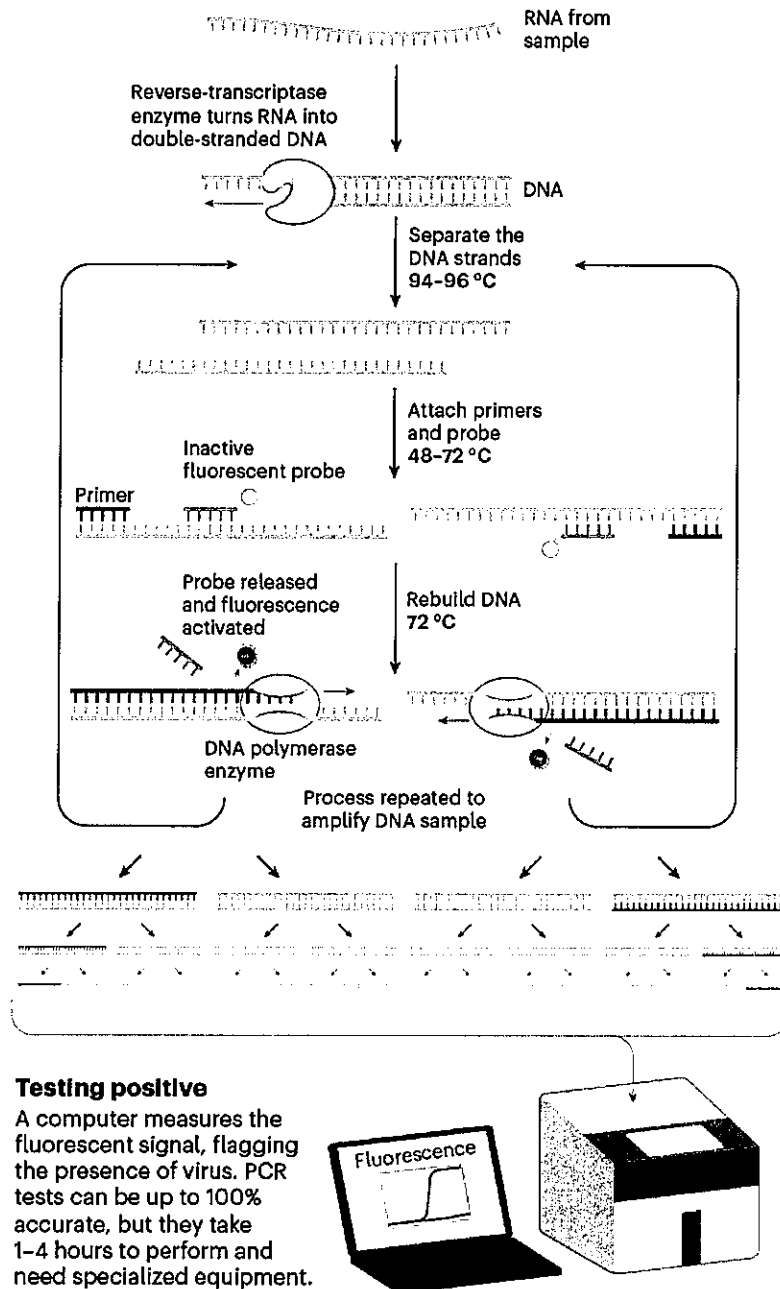 RNA from
sample
Reverse-transcriptase
enzyme turns RNA into
double-stranded DNA
DNA
Separate the
DNA strands
94–96 °C
Attach primers
and probe
48–72 °C
Inactive
fluorescent probe
Primer
Probe released
and fluorescence
activated
Rebuild DNA
72 °C
DNA polymerase
enzyme
Process repeated to
amplify DNA sample
Testing positive
A computer measures the
fluorescent signal, flagging
the presence of virus. PCR
tests can be up to 100%
accurate, but they take
1–4 hours to perform and
need specialized equipment.
Fluorescence